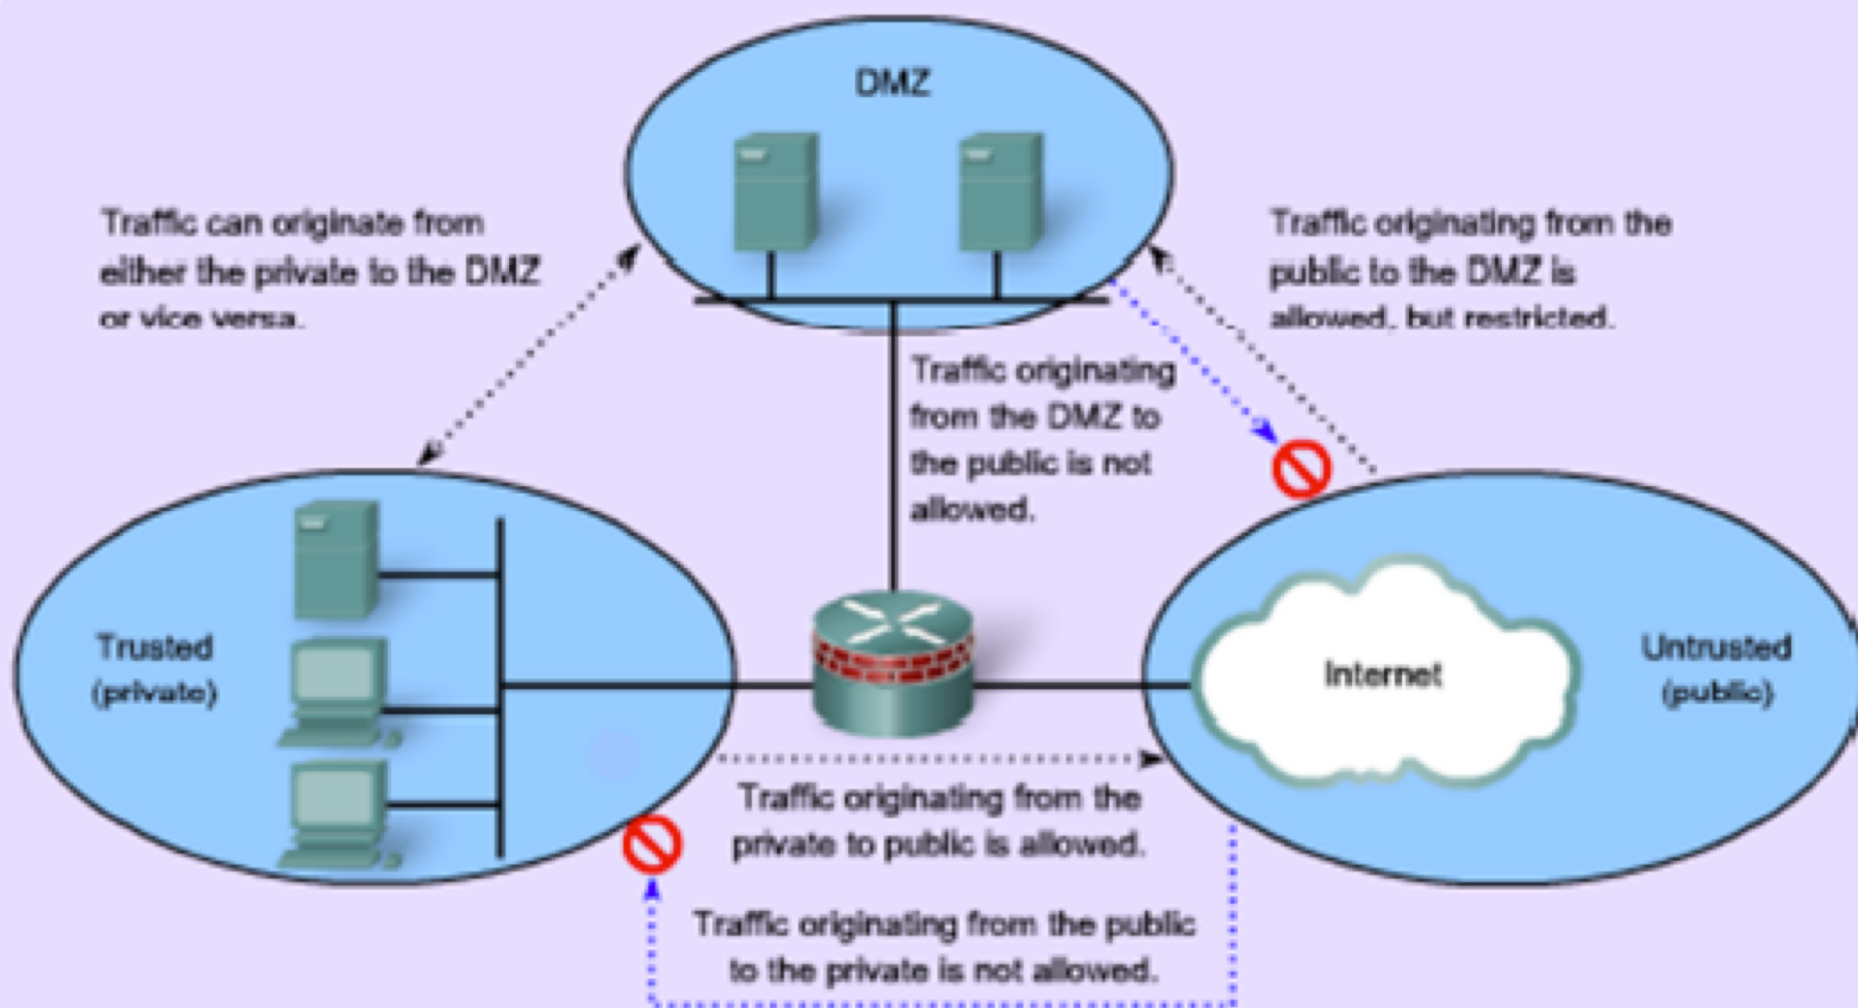 DMZ
Traffic can originate from
either the private to the DMZ
or vice versa.
Traffic originating from the
public to the DMZ is
allowed, but restricted.
Traffic originating
from the DMZ to
the public is not
allowed.
Trusted
(private)
Internet
Untrusted
(public)
Traffic originating from the
private to public is allowed.
Traffic originating from the public
to the private is not allowed.